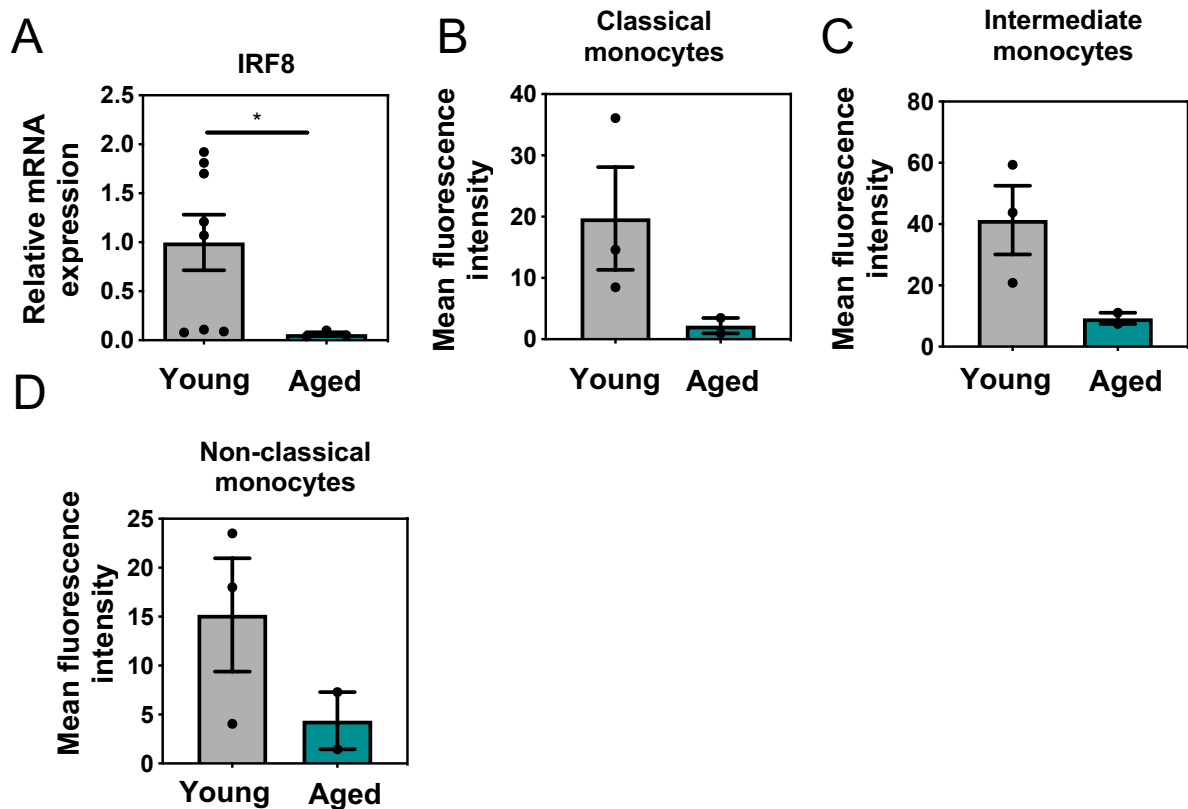 A
IRF8
Relative mRNA
expression
2.5
2.0
1.5
1.0
0.5
0.0
*
Young Aged
B
Classical
monocytes
Mean fluorescence
intensity
40
30
20
10
0
Young Aged
C
Intermediate
monocytes
Mean fluorescence
intensity
80
60
40
20
0
Young Aged
D
Non-classical
monocytes
Mean fluorescence
intensity
25
20
15
10
5
0
Young Aged